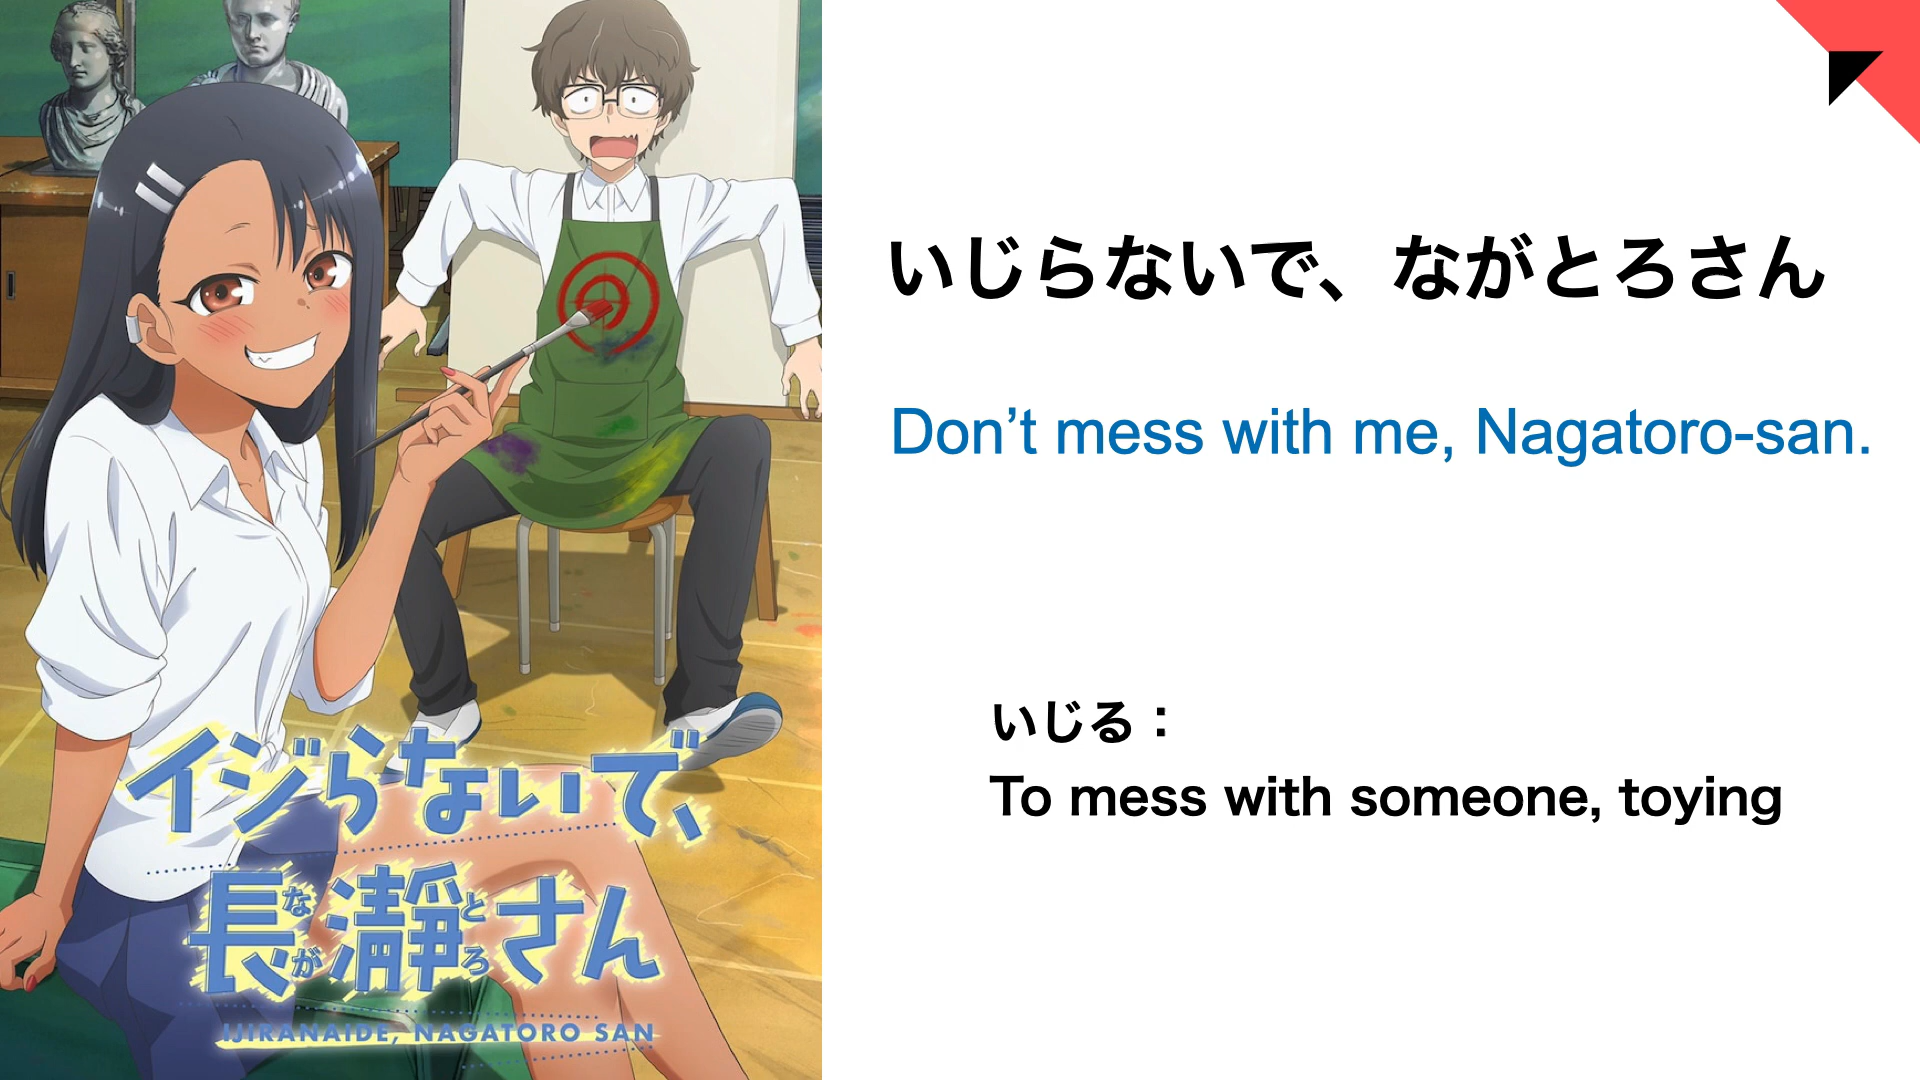 イジらないで、
長瀞さん
なが
とろ
IJIRANAIDE, NAGATORO SAN
いじらないで、ながとろさん
Don’t mess with me, Nagatoro-san.
いじる：
To mess with someone, toying